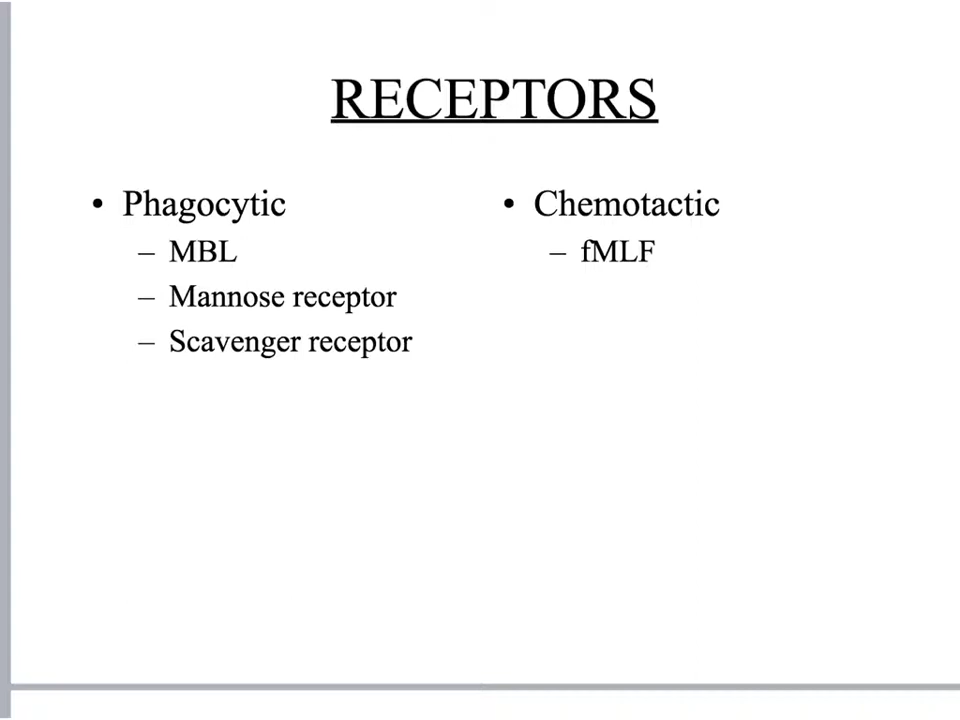 RECEPTORS
• Phagocytic
– MBL
– Mannose receptor
– Scavenger receptor
• Chemotactic
– fMLF